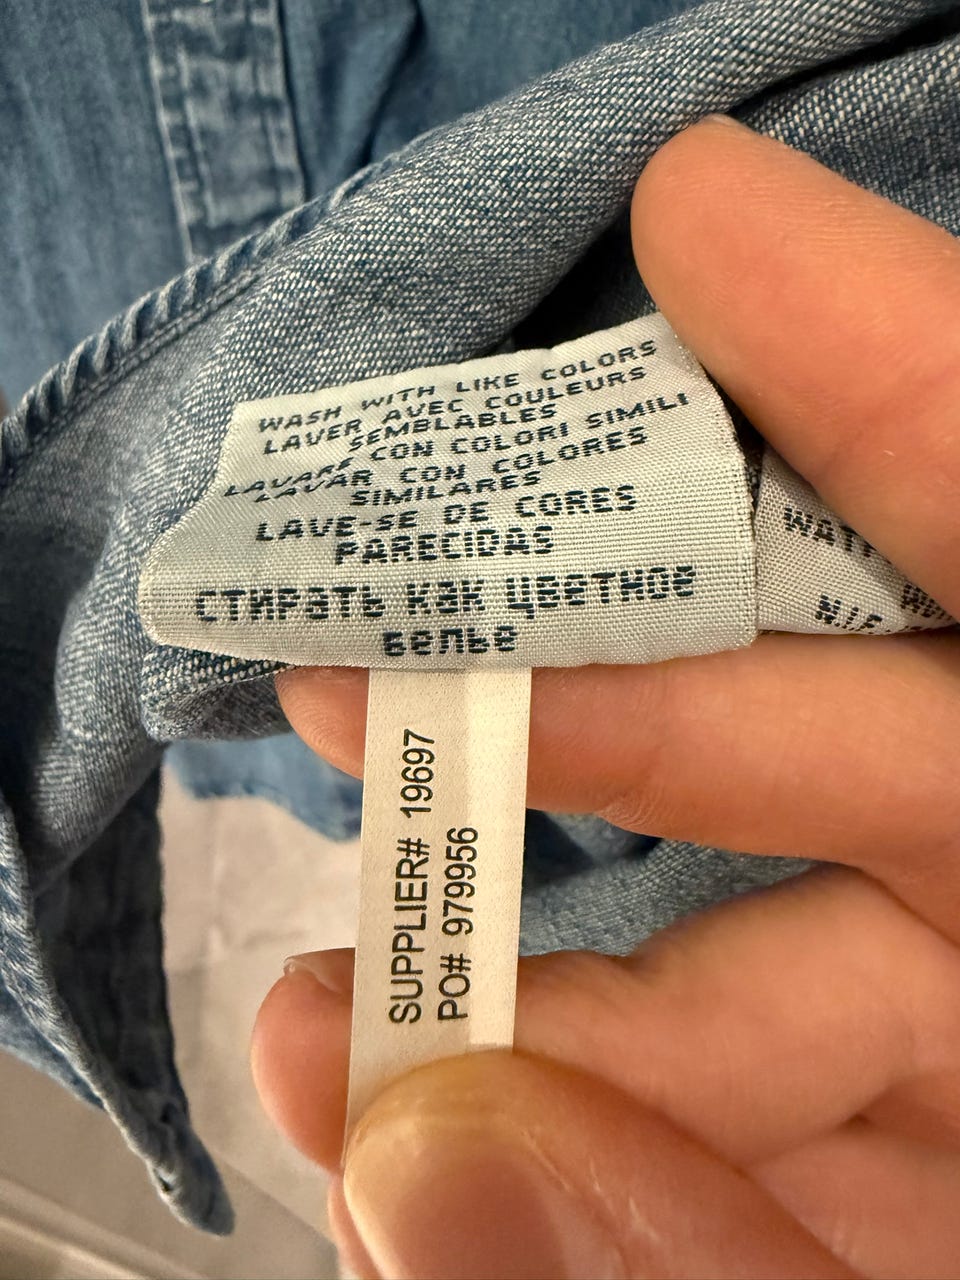 WASH WITH LIKE COLORS
LAVER AVEC COULEURS
SEMBLABLES
LAVARE CON COLORI SIMILI
LAVAR CON COLORES
SIMILARES
LAVE-SE DE CORES
PARECIDAS
Стирать как цветное
белье
SUPPLIER# 19697
PO# 979956